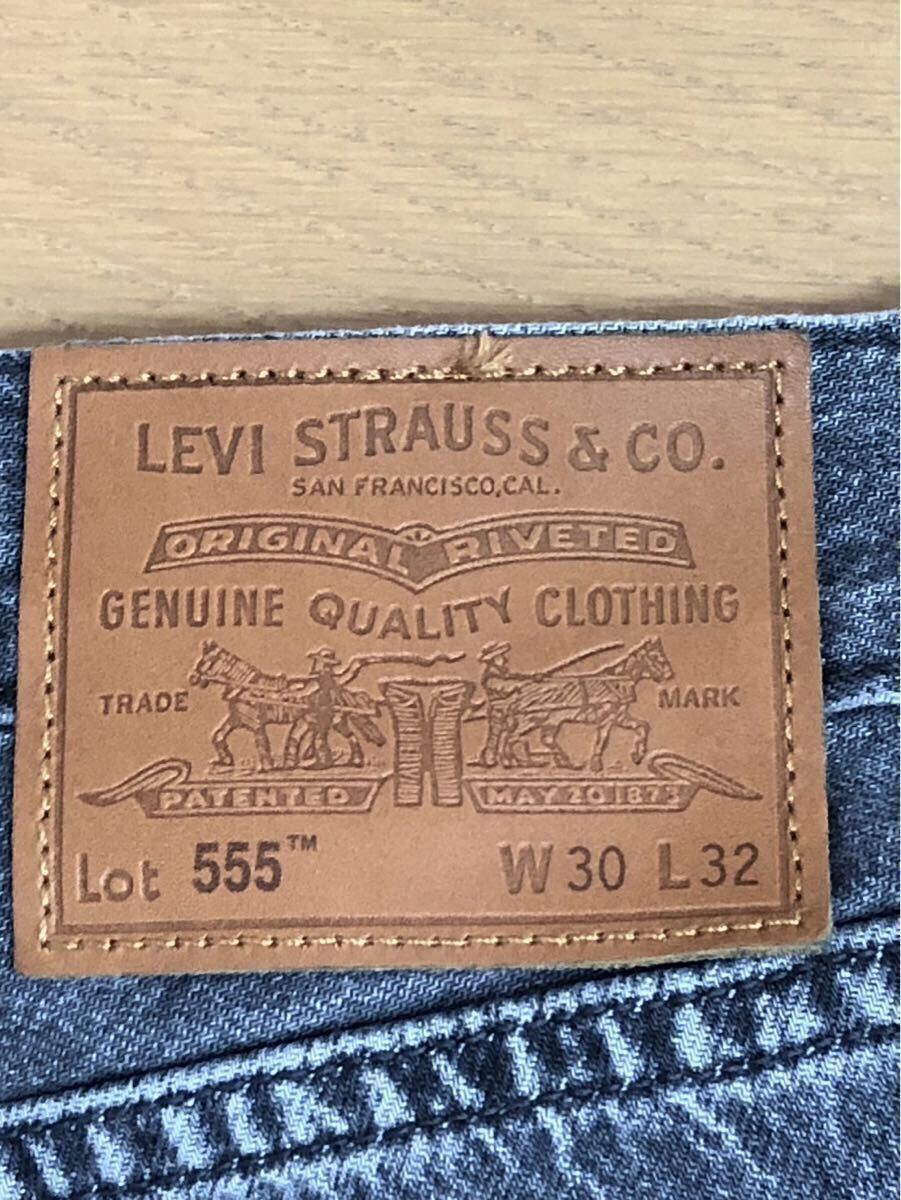 LEVI STRAUSS & CO.
SAN FRANCISCO, CAL.
ORIGINAL RIVETED
GENUINE QUALITY CLOTHING
TRADE MARK
PATENTED MAY 20 1873
Lot 555™ W 30 L 32